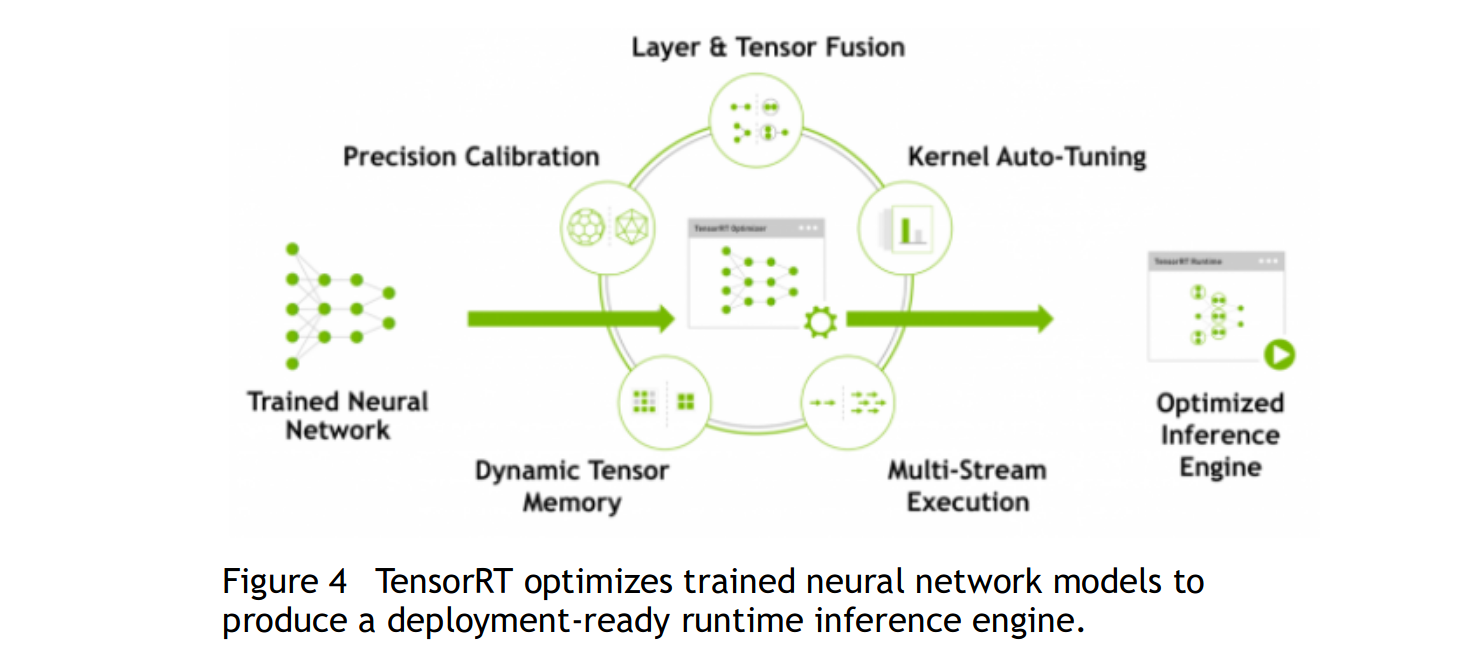 Layer & Tensor Fusion
Precision Calibration
Kernel Auto-Tuning
TensorRT Optimizer
TensorRT Runtime
Trained Neural
Network
Optimized
Inference
Engine
Dynamic Tensor
Memory
Multi-Stream
Execution
Figure 4 TensorRT optimizes trained neural network models to
produce a deployment-ready runtime inference engine.